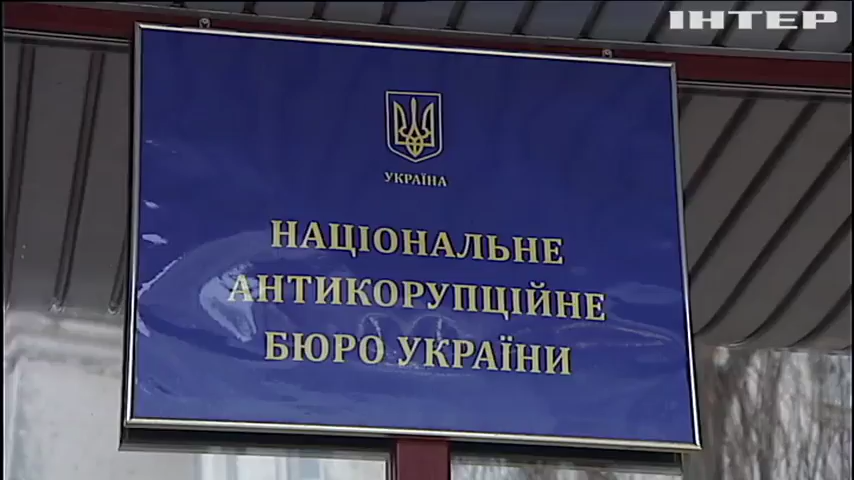 ІНТЕР
УКРАЇНА
НАЦІОНАЛЬНЕ
АНТИКОРУПЦІЙНЕ
БЮРО УКРАЇНИ